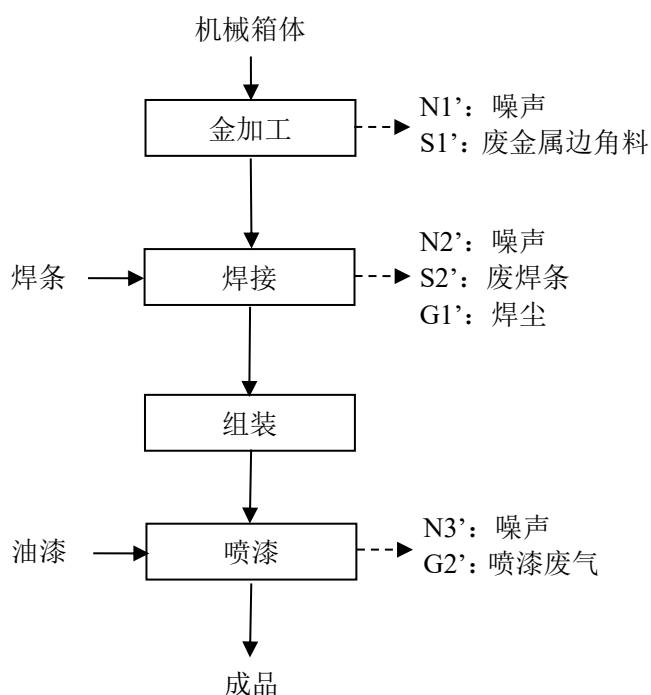 机械箱体
金加工
N1’：噪声
S1’：废金属边角料
焊条
焊接
N2’：噪声
S2’：废焊条
G1’：焊尘
组装
油漆
喷漆
N3’：噪声
G2’：喷漆废气
成品